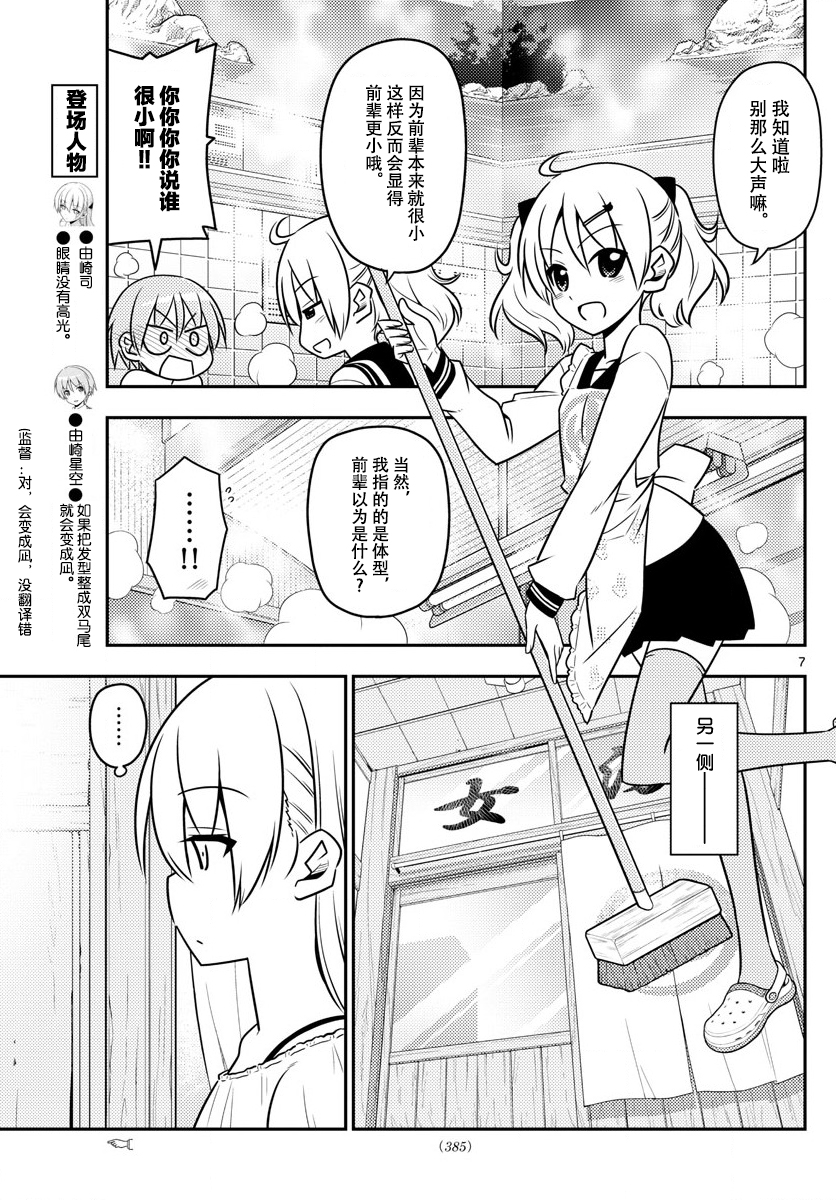 我知道啦
别那么大声嘛。
因为前辈本来就很小
这样反而会显得
前辈更小哦。
你你你你说谁
很小啊!!
当然,
我指的的是体型,
前辈以为是什么?
……!!
7
另一侧——
女
……
(385)
登场人物
●由崎司
●眼睛没有高光。
●由崎星空
●如果把发型整成双马尾
就会变成凪。
(监督:对,会变成凪,没翻译错